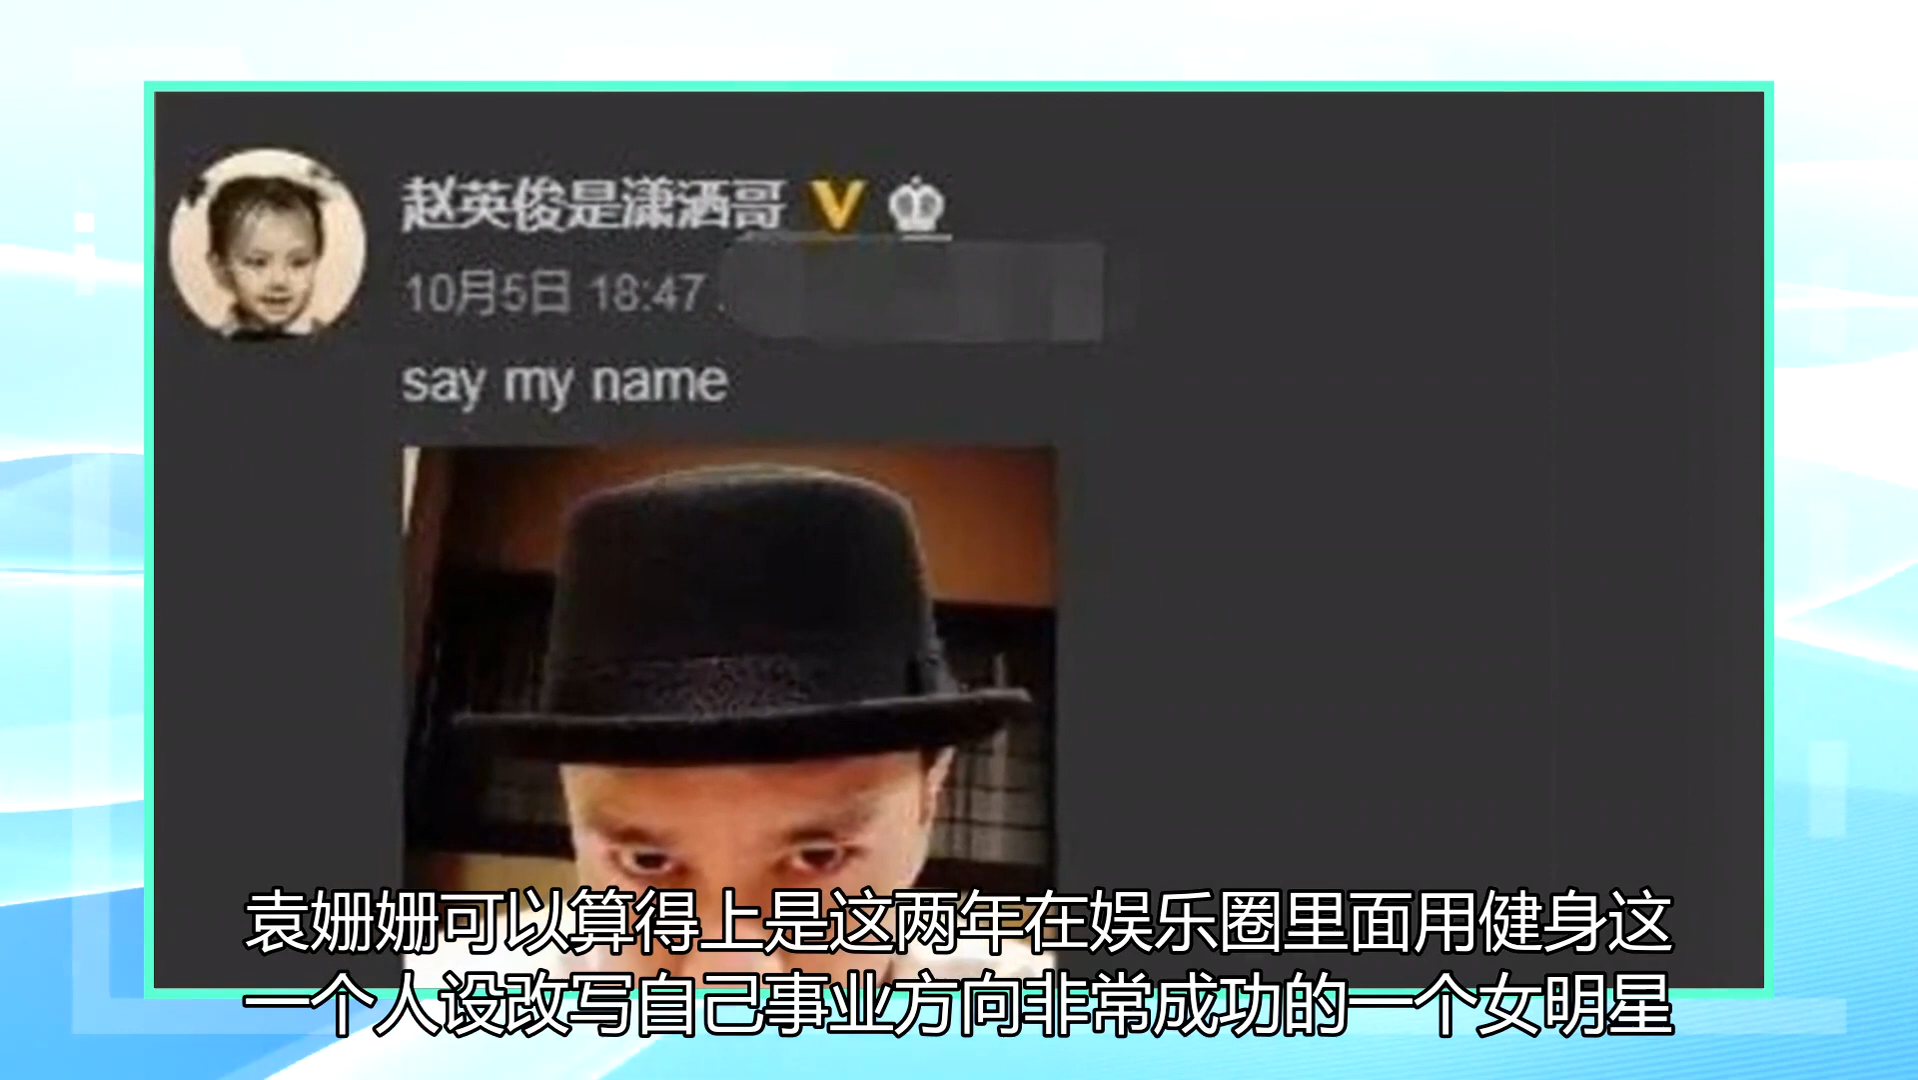 赵英俊是潇洒哥
10月5日 18:47
say my name
袁姗姗可以算得上是这两年在娱乐圈里面用健身这
一个人设改写自己事业方向非常成功的一个女明星